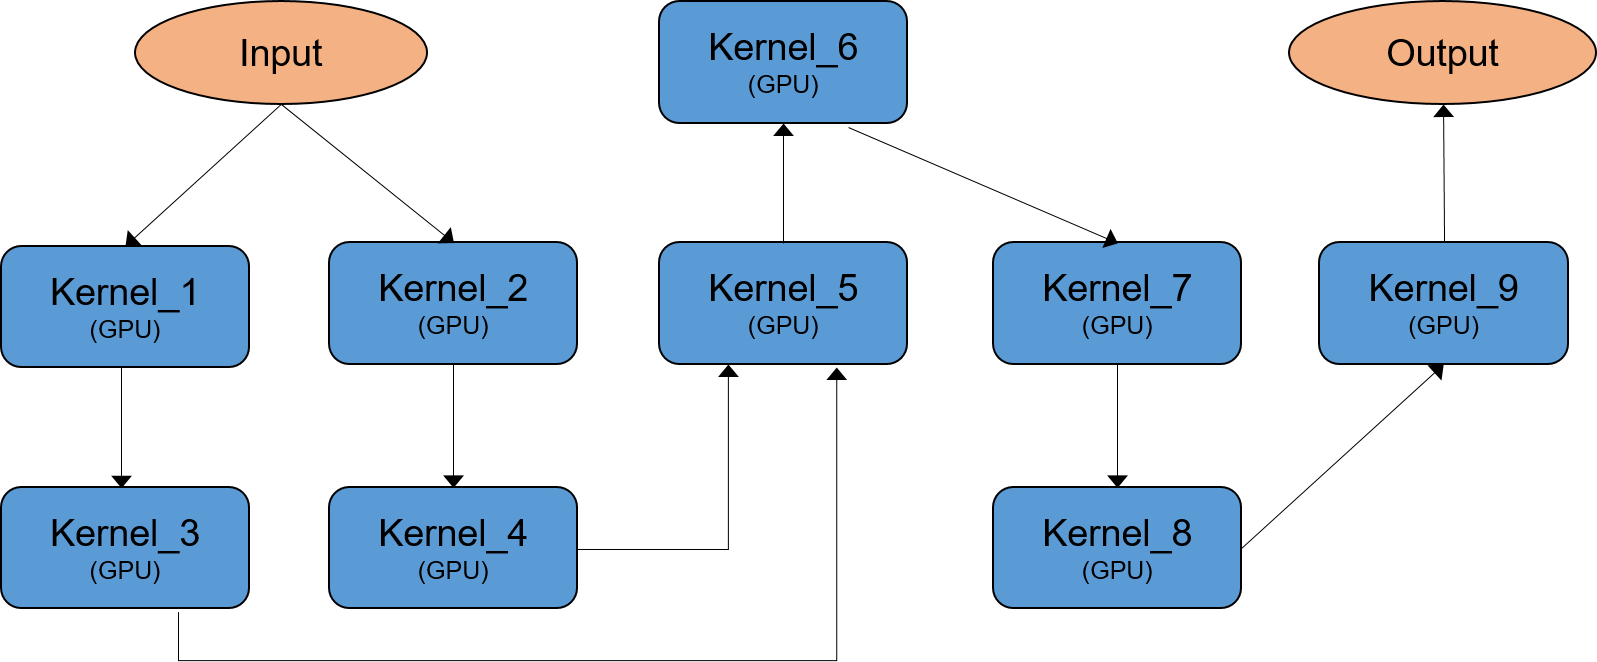 Input
Kernel_6
(GPU)
Output
Kernel_1
(GPU)
Kernel_2
(GPU)
Kernel_5
(GPU)
Kernel_7
(GPU)
Kernel_9
(GPU)
Kernel_3
(GPU)
Kernel_4
(GPU)
Kernel_8
(GPU)